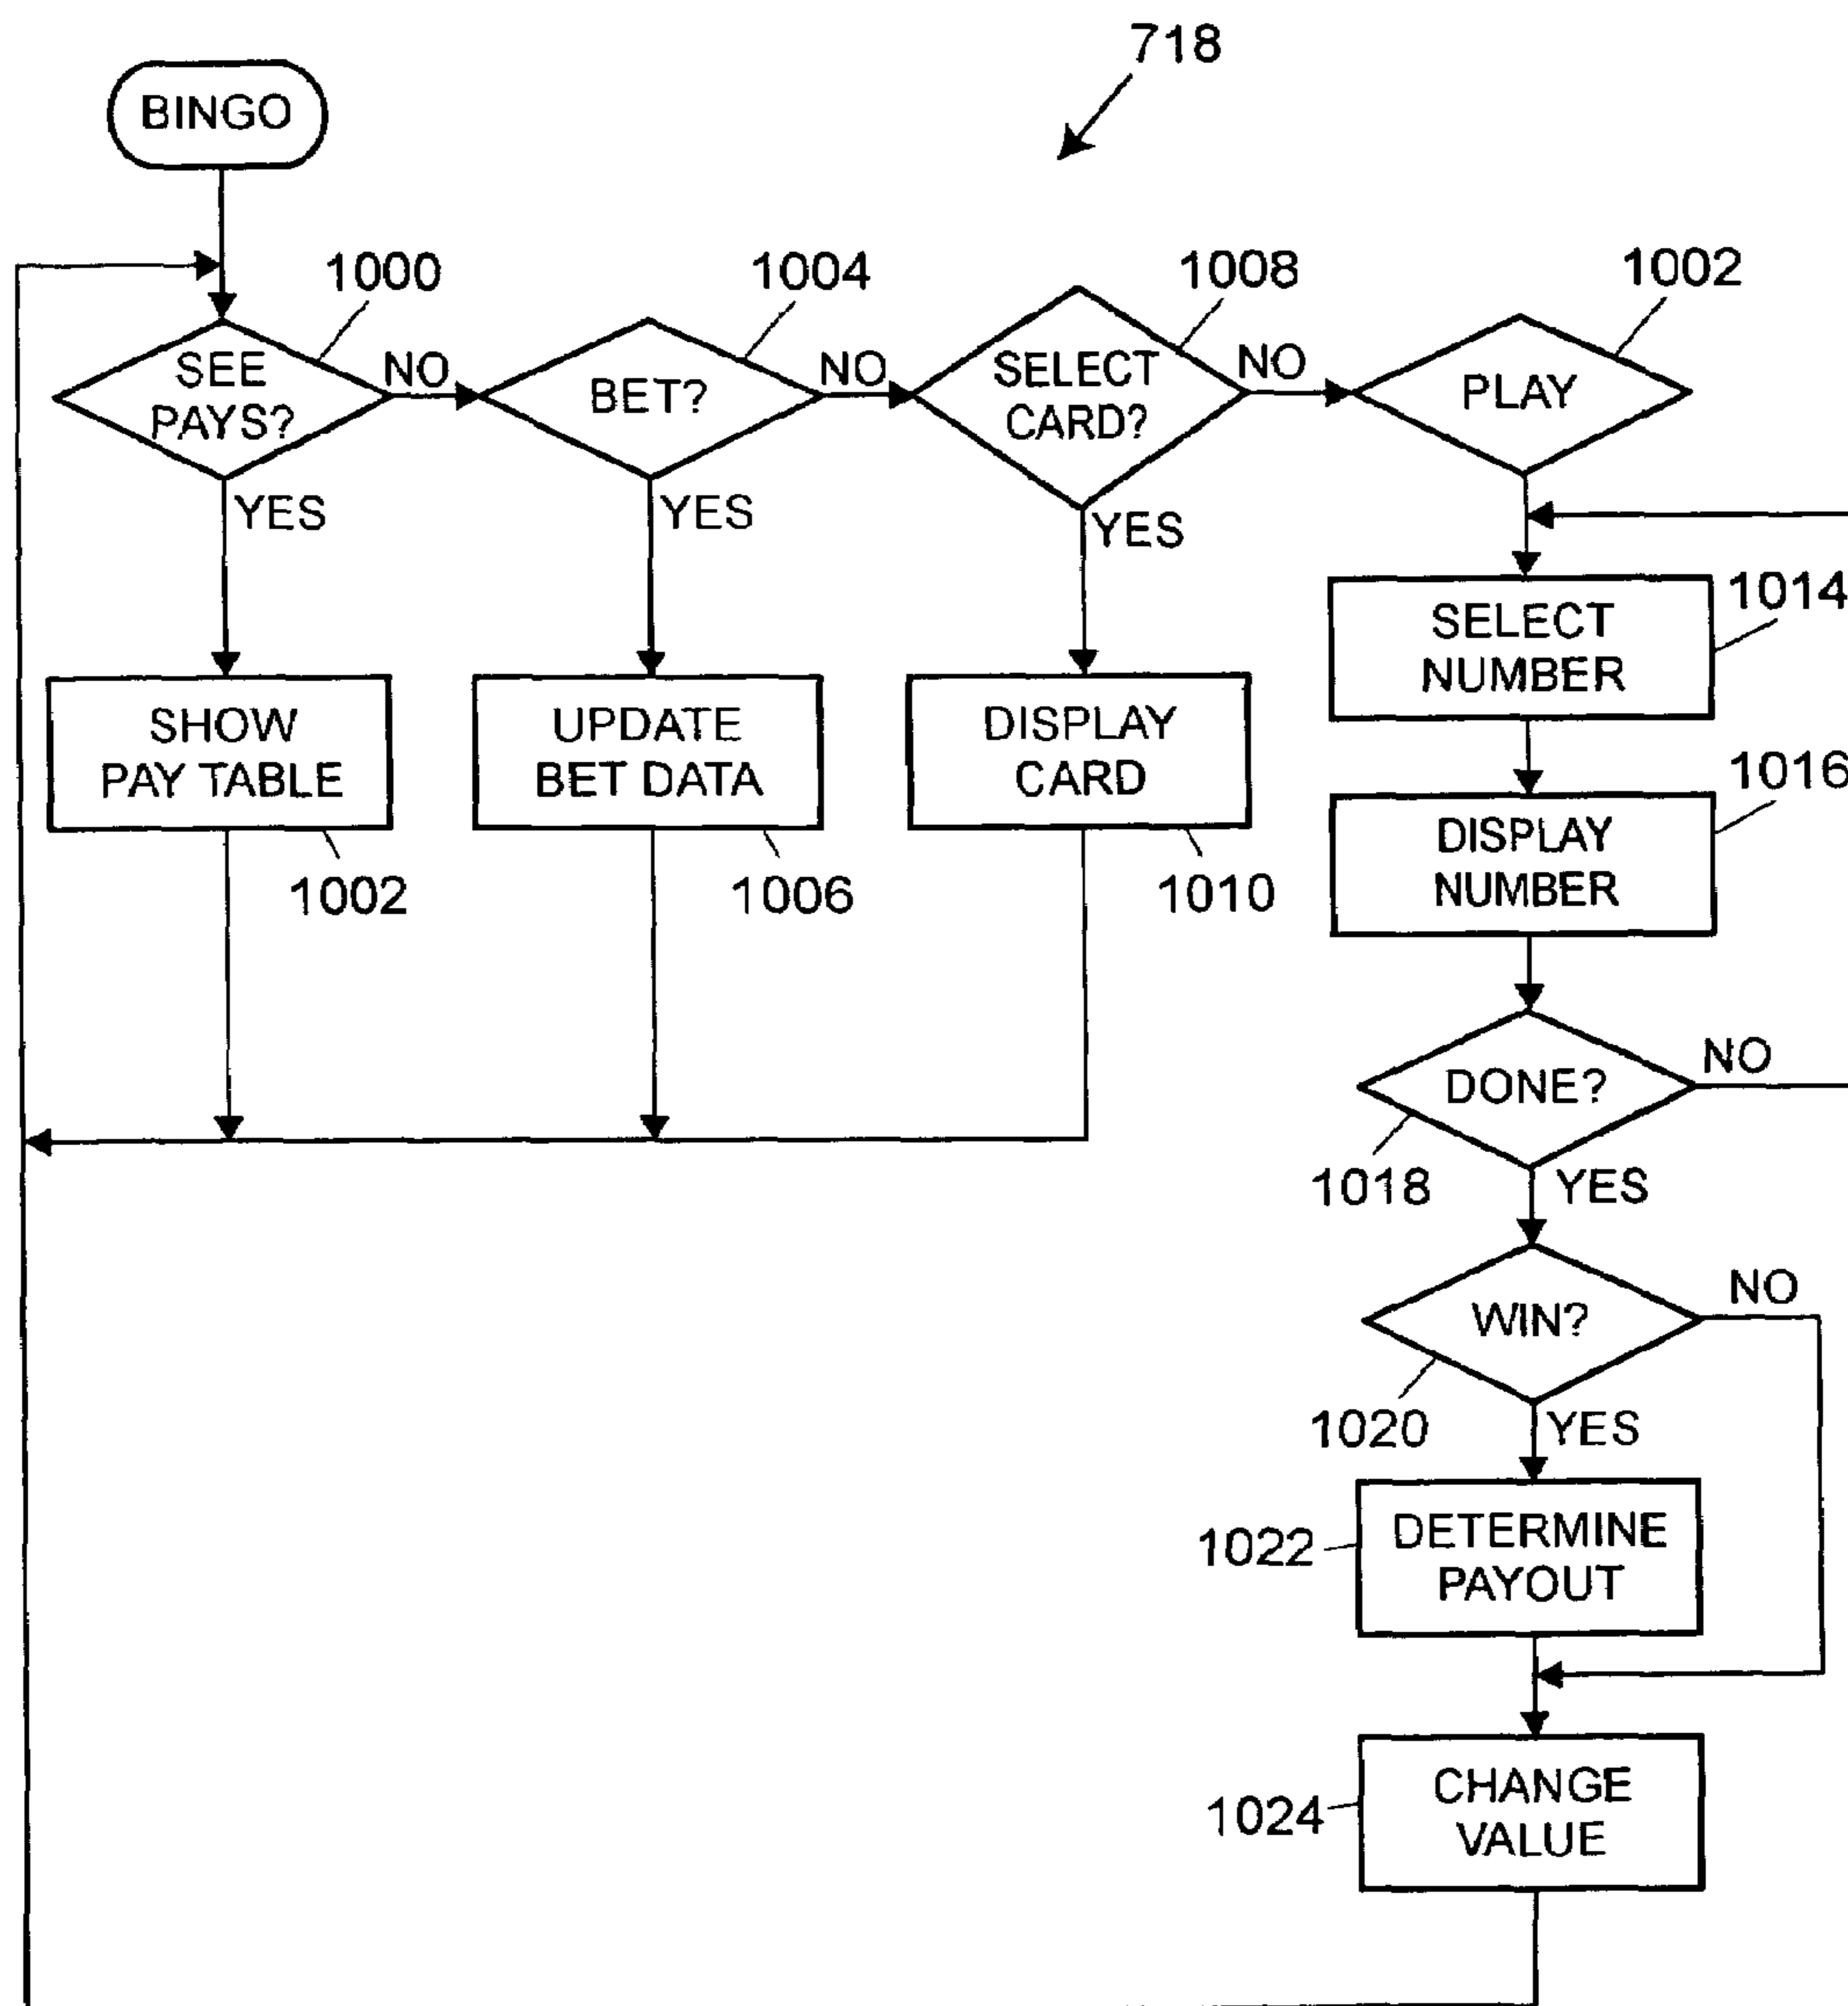 718
BINGO
1000
1004
1008
1002
SEE
PAYS?
NO
BET?
NO
SELECT
CARD?
NO
PLAY
YES
YES
YES
SHOW
PAY TABLE
1002
UPDATE
BET DATA
1006
DISPLAY
CARD
1010
SELECT
NUMBER
1014
DISPLAY
NUMBER
1016
DONE?
NO
1018
YES
WIN?
NO
1020
YES
1022
DETERMINE
PAYOUT
1024
CHANGE
VALUE